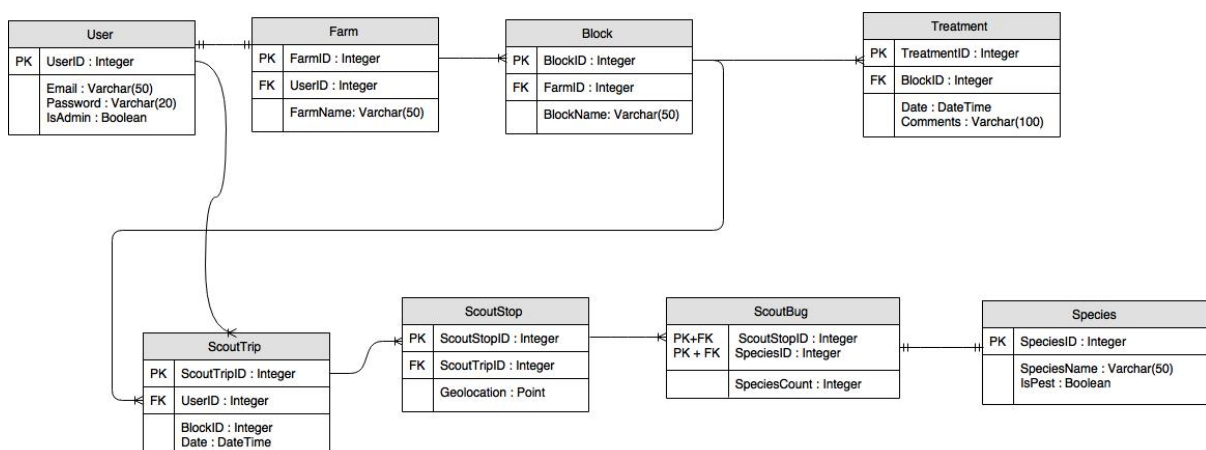 User
PK UserID : Integer
Email : Varchar(50)
Password : Varchar(20)
IsAdmin : Boolean
Farm
PK FarmID : Integer
FK UserID : Integer
FarmName: Varchar(50)
Block
PK BlockID : Integer
FK FarmID : Integer
BlockName: Varchar(50)
Treatment
PK TreatmentID : Integer
FK BlockID : Integer
Date : DateTime
Comments : Varchar(100)
ScoutTrip
PK ScoutTripID : Integer
FK UserID : Integer
BlockID : Integer
Date : DateTime
ScoutStop
PK ScoutStopID : Integer
FK ScoutTripID : Integer
Geolocation : Point
ScoutBug
PK+FK ScoutStopID : Integer
PK + FK SpeciesID : Integer
SpeciesCount : Integer
Species
PK SpeciesID : Integer
SpeciesName : Varchar(50)
IsPest : Boolean